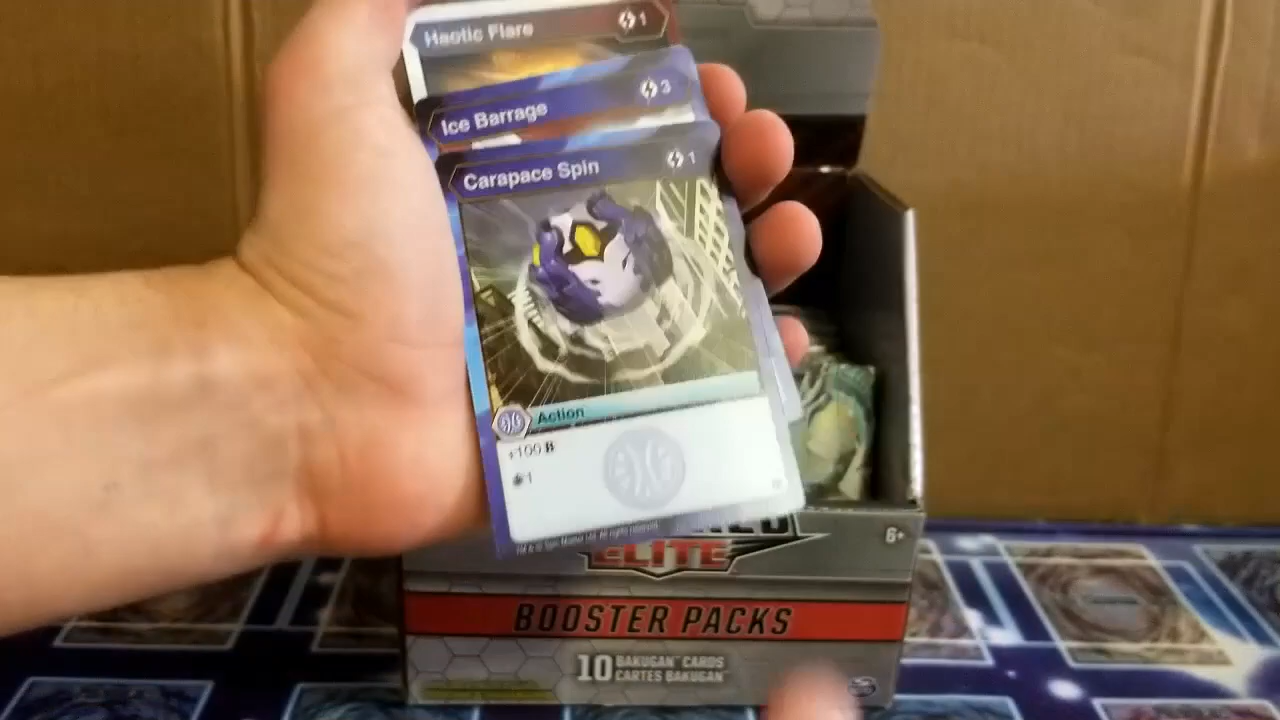 Haotic Flare
1
Ice Barrage
3
Carapace Spin
1
Action
+100 B
1
ELITE
6+
BOOSTER PACKS
10 BAKUGAN™ CARDS
CARTES BAKUGAN™